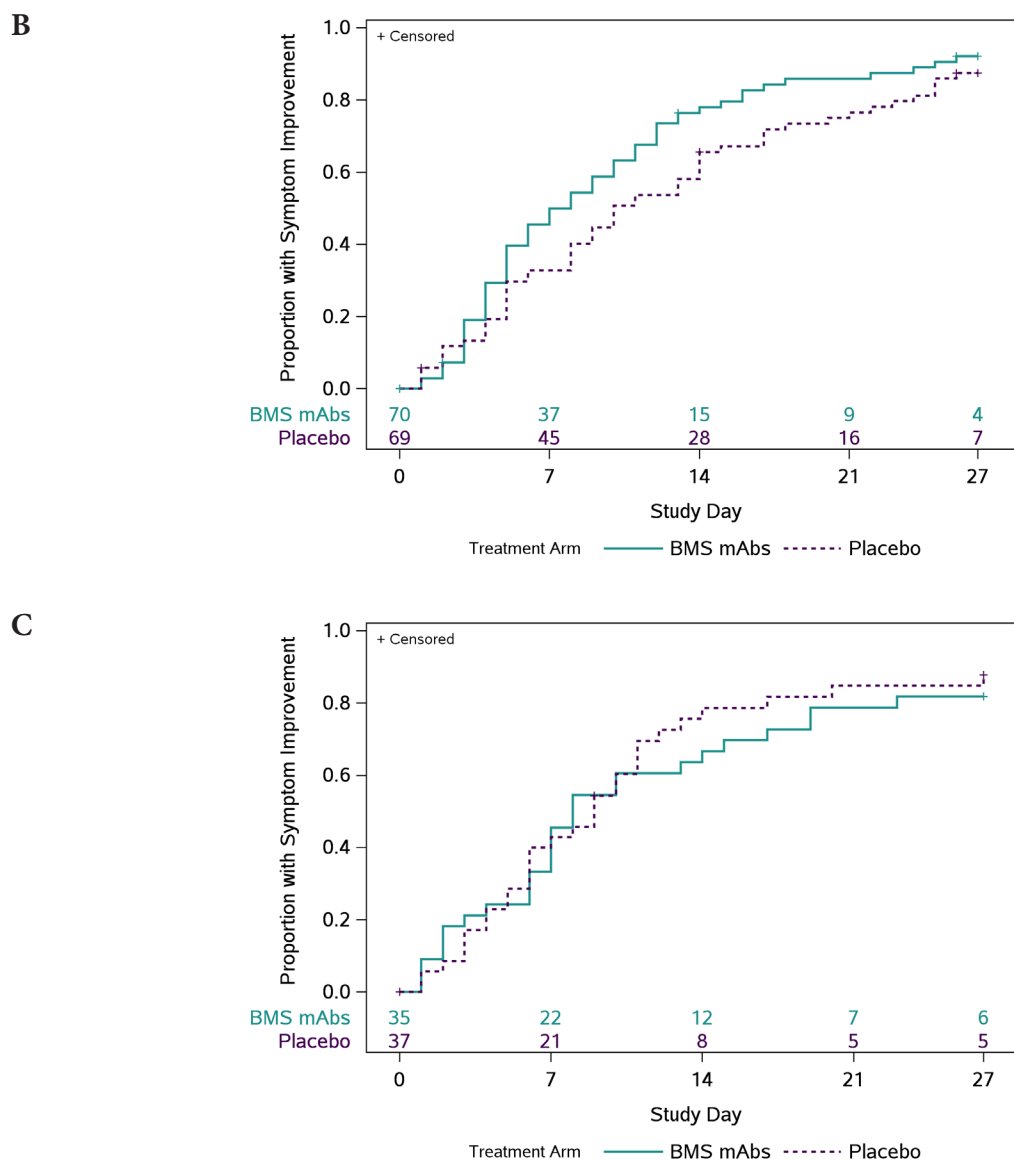 B
+ Censored
Proportion with Symptom Improvement
1.0
0.8
0.6
0.4
0.2
0.0
BMS mAbs 70 37 15 9 4
Placebo 69 45 28 16 7
0 7 14 21 27
Study Day
Treatment Arm BMS mAbs Placebo
C
+ Censored
Proportion with Symptom Improvement
1.0
0.8
0.6
0.4
0.2
0.0
BMS mAbs 35 22 12 7 6
Placebo 37 21 8 5 5
0 7 14 21 27
Study Day
Treatment Arm BMS mAbs Placebo